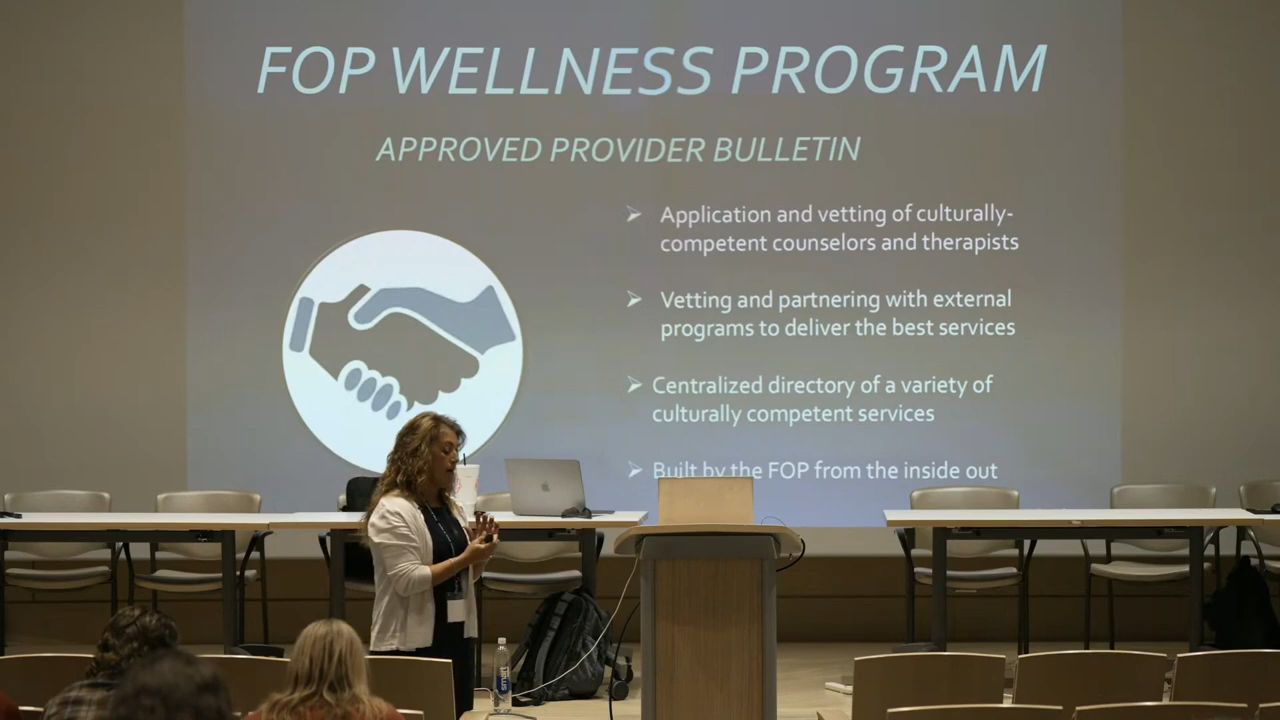 FOP WELLNESS PROGRAM
APPROVED PROVIDER BULLETIN
Application and vetting of culturally-
competent counselors and therapists
Vetting and partnering with external
programs to deliver the best services
Centralized directory of a variety of
culturally competent services
Built by the FOP from the inside out
smart